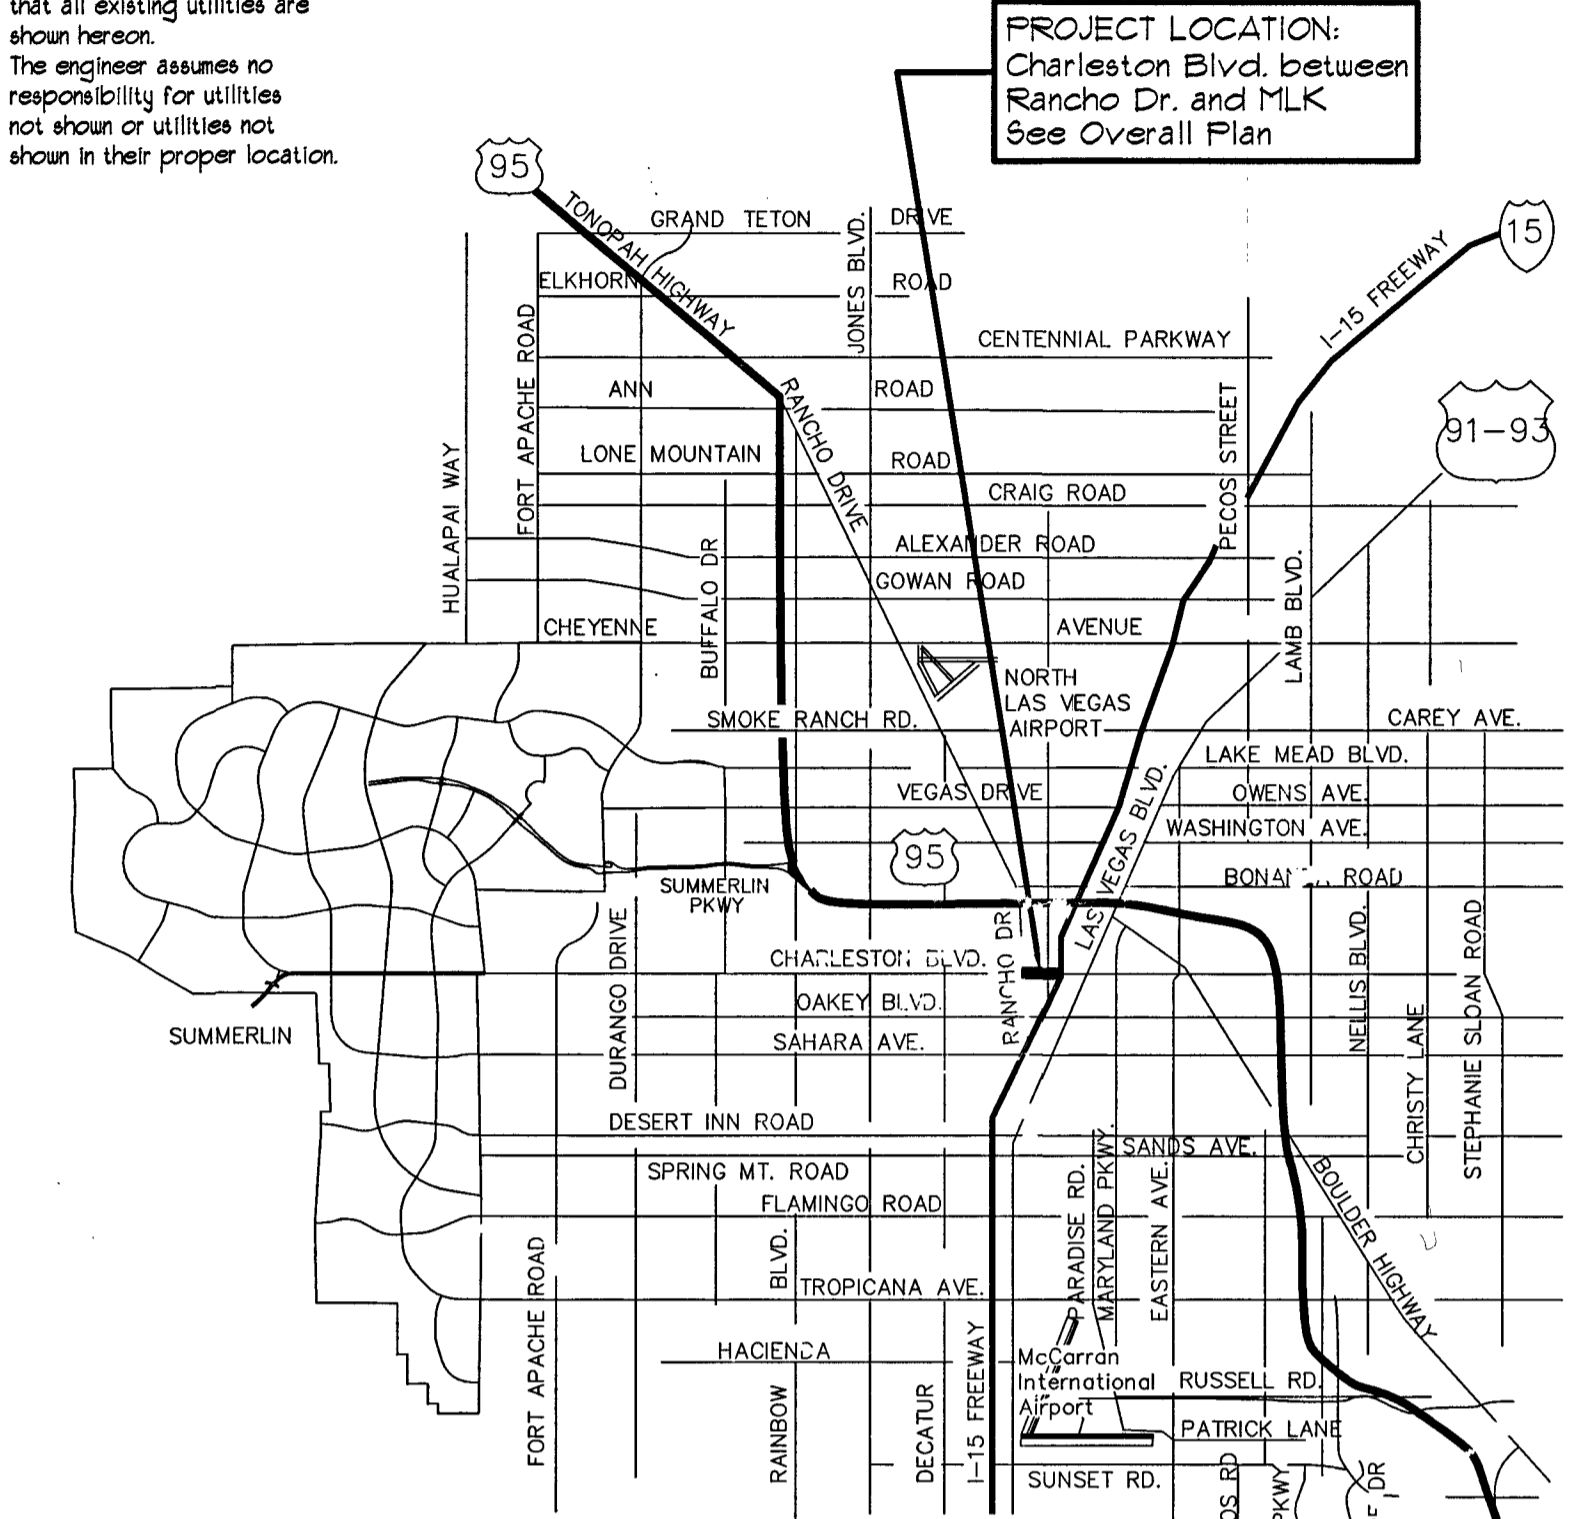 that all existing utilities are
shown hereon.
The engineer assumes no
responsibility for utilities
not shown or utilities not
shown in their proper location.
PROJECT LOCATION:
Charleston Blvd. between
Rancho Dr. and MLK
See Overall Plan
95
TONOPAH HIGHWAY
GRAND TETON DRIVE
15
I-15 FREEWAY
ELKHORN ROAD
JONES BLVD.
CENTENNIAL PARKWAY
FORT APACHE ROAD
ANN ROAD
RANCHO DRIVE
PECOS STREET
91-93
HUALAPAI WAY
LONE MOUNTAIN ROAD
CRAIG ROAD
ALEXANDER ROAD
BUFFALO DR
GOWAN ROAD
LAMB BLVD.
CHEYENNE AVENUE
NORTH
LAS VEGAS
AIRPORT
SMOKE RANCH RD.
CAREY AVE.
LAKE MEAD BLVD.
VEGAS DRIVE
OWENS AVE.
LAS VEGAS BLVD.
WASHINGTON AVE.
95
SUMMERLIN
PKWY
ROAD
RANCHO DR
CHARLESTON BLVD.
DURANGO DRIVE
OAKEY BLVD.
NELLIS BLVD.
STEPHANIE SLOAN ROAD
SUMMERLIN
SAHARA AVE.
CHRISTY LANE
DESERT INN ROAD
SANDS AVE.
SPRING MT. ROAD
FLAMINGO ROAD
PARADISE RD.
MARYLAND PKWY.
EASTERN AVE.
BOULDER HIGHWAY
BLVD.
TROPICANA AVE.
FORT APACHE ROAD
HACIENDA
McCarran
International
Airport
RUSSELL RD.
RAINBOW
DECATUR
I-15 FREEWAY
PATRICK LANE
SUNSET RD.
OS RD
PKWY
DR